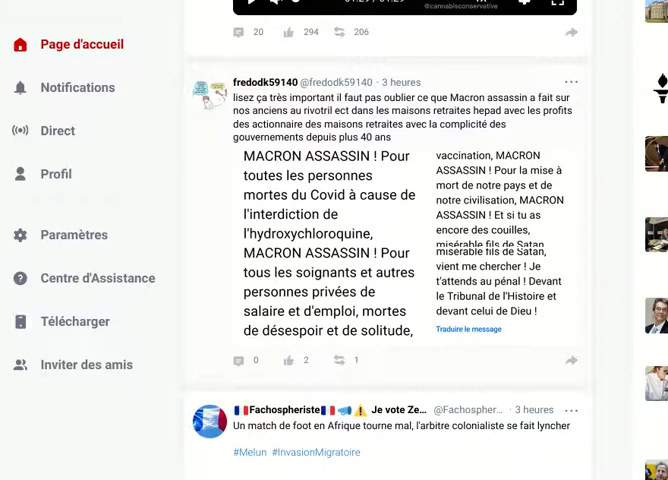 @cannabisconservative
20 294 206
Page d'accueil
Notifications
Direct
Profil
Paramètres
Centre d'Assistance
Télécharger
Inviter des amis
fredodk59140 @fredodk59140 · 3 heures ...
lisez ça très important il faut pas oublier ce que Macron assassin a fait sur
nos anciens au rivotril ect dans les maisons retraites hepad avec les profits
des actionnaire des maisons retraites avec la complicité des
gouvernements depuis plus 40 ans
MACRON ASSASSIN ! Pour
toutes les personnes
mortes du Covid à cause de
l'interdiction de
l'hydroxychloroquine,
MACRON ASSASSIN ! Pour
tous les soignants et autres
personnes privées de
salaire et d'emploi, mortes
de désespoir et de solitude,
vaccination, MACRON
ASSASSIN ! Pour la mise à
mort de notre pays et de
notre civilisation, MACRON
ASSASSIN ! Et si tu as
encore des couilles,
misérable fils de Satan
misérable fils de Satan,
vient me chercher ! Je
t'attends au pénal ! Devant
le Tribunal de l'Histoire et
devant celui de Dieu !
Traduire le message
0 2 1
Fachospheriste Je vote Ze... @Fachospher... · 3 heures ...
Un match de foot en Afrique tourne mal, l'arbitre colonialiste se fait lyncher
#Melun #InvasionMigratoire